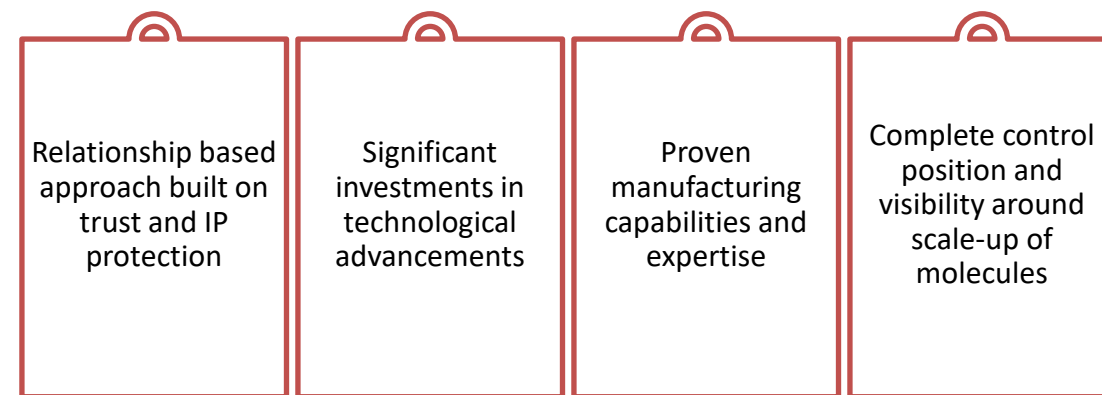 Relationship based
approach built on
trust and IP
protection
Significant
investments in
technological
advancements
Proven
manufacturing
capabilities and
expertise
Complete control
position and
visibility around
scale-up of
molecules